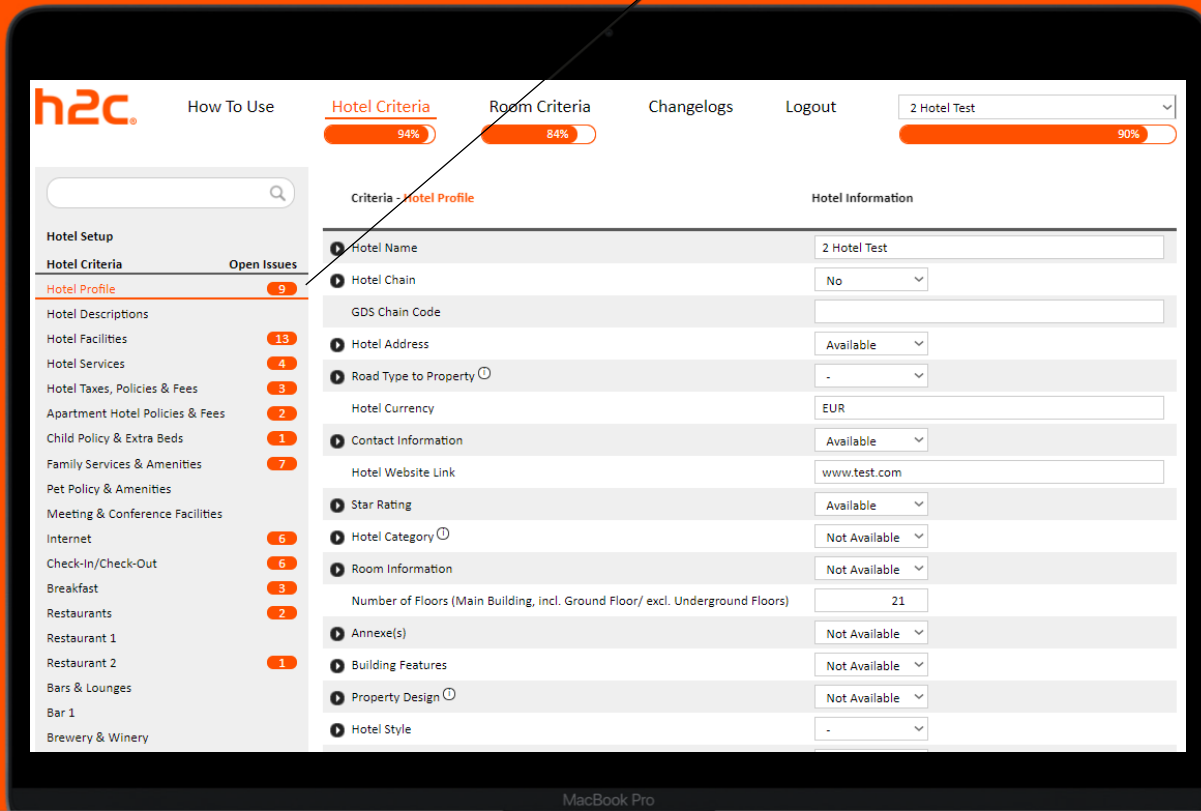 h2c.
How To Use Hotel Criteria Room Criteria Changelogs Logout 2 Hotel Test
94% 84% 90%
Criteria - Hotel Profile Hotel Information
Hotel Setup
Hotel Criteria Open Issues
Hotel Profile 9
Hotel Descriptions
Hotel Facilities 13
Hotel Services 4
Hotel Taxes, Policies & Fees 3
Apartment Hotel Policies & Fees 2
Child Policy & Extra Beds 1
Family Services & Amenities 7
Pet Policy & Amenities
Meeting & Conference Facilities
Internet 6
Check-In/Check-Out 6
Breakfast 3
Restaurants 2
Restaurant 1
Restaurant 2 1
Bars & Lounges
Bar 1
Brewery & Winery
Hotel Name 2 Hotel Test
Hotel Chain No
GDS Chain Code
Hotel Address Available
Road Type to Property -
Hotel Currency EUR
Contact Information Available
Hotel Website Link www.test.com
Star Rating Available
Hotel Category Not Available
Room Information Not Available
Number of Floors (Main Building, incl. Ground Floor/ excl. Underground Floors) 21
Annexe(s) Not Available
Building Features Not Available
Property Design Not Available
Hotel Style -
MacBook Pro